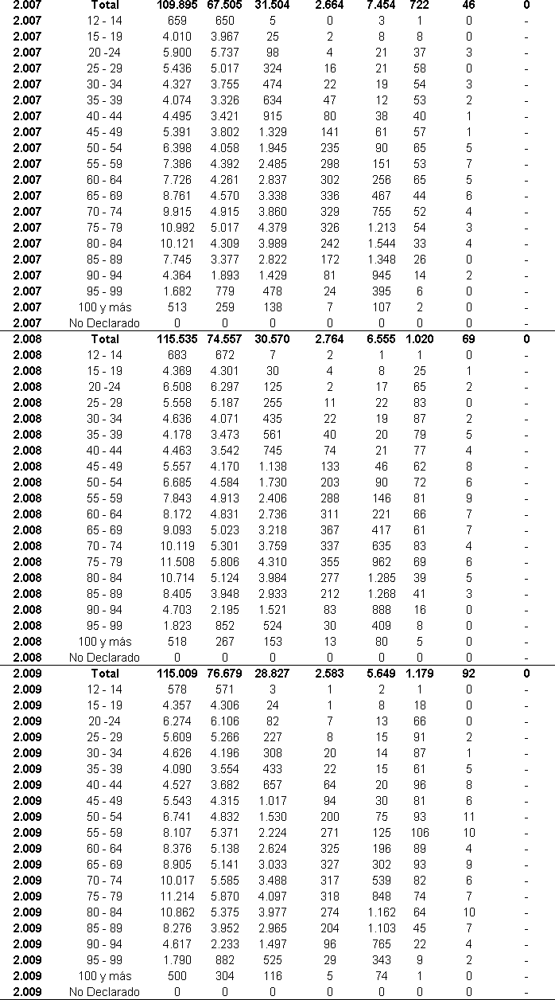 2.007 Total 109.895 67.505 31.504 2.664 7.454 722 46 0
2.007 12 - 14 659 650 5 0 3 1 0 -
2.007 15 - 19 4.010 3.967 25 2 8 8 0 -
2.007 20 -24 5.900 5.737 98 4 21 37 3 -
2.007 25 - 29 5.436 5.017 324 16 21 58 0 -
2.007 30 - 34 4.327 3.755 474 22 19 54 3 -
2.007 35 - 39 4.074 3.326 634 47 12 53 2 -
2.007 40 - 44 4.495 3.421 915 80 38 40 1 -
2.007 45 - 49 5.391 3.802 1.329 141 61 57 1 -
2.007 50 - 54 6.398 4.058 1.945 235 90 65 5 -
2.007 55 - 59 7.386 4.392 2.485 298 151 53 7 -
2.007 60 - 64 7.726 4.261 2.837 302 256 65 5 -
2.007 65 - 69 8.761 4.570 3.338 336 467 44 6 -
2.007 70 - 74 9.915 4.915 3.860 329 755 52 4 -
2.007 75 - 79 10.992 5.017 4.379 326 1.213 54 3 -
2.007 80 - 84 10.121 4.309 3.989 242 1.544 33 4 -
2.007 85 - 89 7.745 3.377 2.822 172 1.348 26 0 -
2.007 90 - 94 4.364 1.893 1.429 81 945 14 2 -
2.007 95 - 99 1.682 779 478 24 395 6 0 -
2.007 100 y más 513 259 138 7 107 2 0 -
2.007 No Declarado 0 0 0 0 0 0 0 -
2.008 Total 115.535 74.557 30.570 2.764 6.555 1.020 69 0
2.008 12 - 14 683 672 7 2 1 1 0 -
2.008 15 - 19 4.369 4.301 30 4 8 25 1 -
2.008 20 -24 6.508 6.297 125 2 17 65 2 -
2.008 25 - 29 5.558 5.187 255 11 22 83 0 -
2.008 30 - 34 4.636 4.071 435 22 19 87 2 -
2.008 35 - 39 4.178 3.473 561 40 20 79 5 -
2.008 40 - 44 4.463 3.542 745 74 21 77 4 -
2.008 45 - 49 5.557 4.170 1.138 133 46 62 8 -
2.008 50 - 54 6.685 4.584 1.730 203 90 72 6 -
2.008 55 - 59 7.843 4.913 2.406 288 146 81 9 -
2.008 60 - 64 8.172 4.831 2.736 311 221 66 7 -
2.008 65 - 69 9.093 5.023 3.218 367 417 61 7 -
2.008 70 - 74 10.119 5.301 3.759 337 635 83 4 -
2.008 75 - 79 11.508 5.806 4.310 355 962 69 6 -
2.008 80 - 84 10.714 5.124 3.984 277 1.285 39 5 -
2.008 85 - 89 8.405 3.948 2.933 212 1.268 41 3 -
2.008 90 - 94 4.703 2.195 1.521 83 888 16 0 -
2.008 95 - 99 1.823 852 524 30 409 8 0 -
2.008 100 y más 518 267 153 13 80 5 0 -
2.008 No Declarado 0 0 0 0 0 0 0 -
2.009 Total 115.009 76.679 28.827 2.583 5.649 1.179 92 0
2.009 12 - 14 578 571 3 1 2 1 0 -
2.009 15 - 19 4.357 4.306 24 1 8 18 0 -
2.009 20 -24 6.274 6.106 82 7 13 66 0 -
2.009 25 - 29 5.609 5.266 227 8 15 91 2 -
2.009 30 - 34 4.626 4.196 308 20 14 87 1 -
2.009 35 - 39 4.090 3.554 433 22 15 61 5 -
2.009 40 - 44 4.527 3.682 657 64 20 96 8 -
2.009 45 - 49 5.543 4.315 1.017 94 30 81 6 -
2.009 50 - 54 6.741 4.832 1.530 200 75 93 11 -
2.009 55 - 59 8.107 5.371 2.224 271 125 106 10 -
2.009 60 - 64 8.376 5.138 2.624 325 196 89 4 -
2.009 65 - 69 8.905 5.141 3.033 327 302 93 9 -
2.009 70 - 74 10.017 5.585 3.488 317 539 82 6 -
2.009 75 - 79 11.214 5.870 4.097 318 848 74 7 -
2.009 80 - 84 10.862 5.375 3.977 274 1.162 64 10 -
2.009 85 - 89 8.276 3.952 2.965 204 1.103 45 7 -
2.009 90 - 94 4.617 2.233 1.497 96 765 22 4 -
2.009 95 - 99 1.790 882 525 29 343 9 2 -
2.009 100 y más 500 304 116 5 74 1 0 -
2.009 No Declarado 0 0 0 0 0 0 0 -